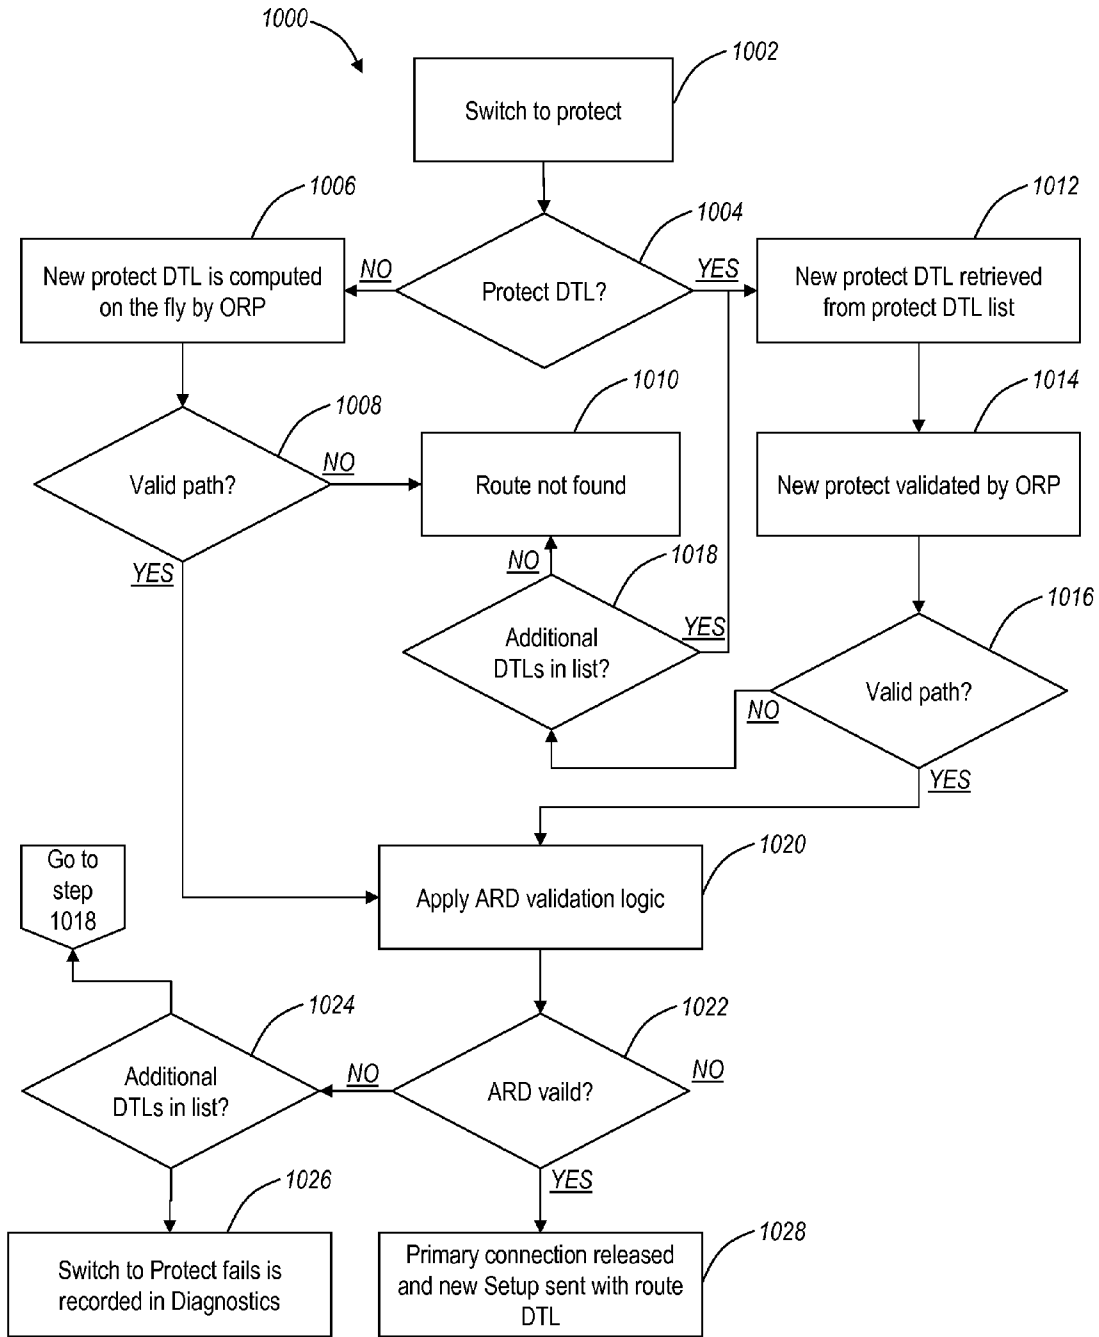 1000
1002
Switch to protect
1006
1004
1012
New protect DTL is computed
on the fly by ORP
NO
Protect DTL?
YES
New protect DTL retrieved
from protect DTL list
1008
1010
1014
Valid path?
NO
Route not found
New protect validated by ORP
YES
NO
1018
1016
Additional
DTLs in list?
YES
Valid path?
NO
YES
Go to
step
1018
1020
Apply ARD validation logic
1024
1022
Additional
DTLs in list?
NO
ARD vaild?
NO
YES
1026
1028
Switch to Protect fails is
recorded in Diagnostics
Primary connection released
and new Setup sent with route
DTL